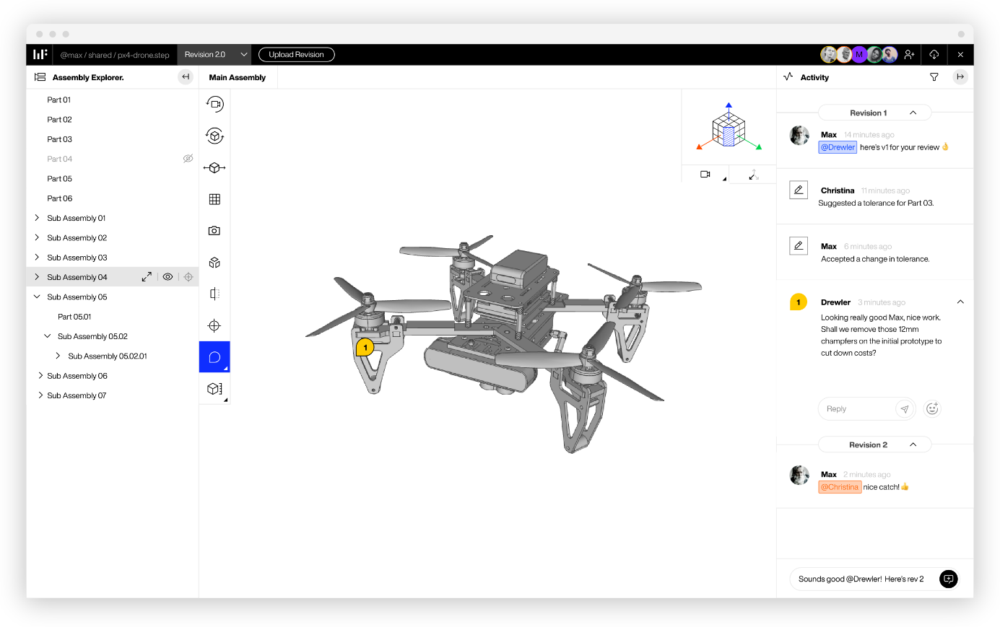 @max / shared / px4-drone.step
Revision 2.0
Upload Revision
M
Assembly Explorer.
Main Assembly
Activity
Part 01
Part 02
Part 03
Part 04
Part 05
Part 06
Sub Assembly 01
Sub Assembly 02
Sub Assembly 03
Sub Assembly 04
Sub Assembly 05
Part 05.01
Sub Assembly 05.02
Sub Assembly 05.02.01
Sub Assembly 06
Sub Assembly 07
1
Revision 1
Max 14 minutes ago
@Drewler here's v1 for your review 👌
Christina 11 minutes ago
Suggested a tolerance for Part 03.
Max 6 minutes ago
Accepted a change in tolerance.
1
Drewler 3 minutes ago
Looking really good Max, nice work.
Shall we remove those 12mm
champfers on the initial prototype to
cut down costs?
Reply
Revision 2
Max 2 minutes ago
@Christina nice catch! 👍
Sounds good @Drewler! Here's rev 2